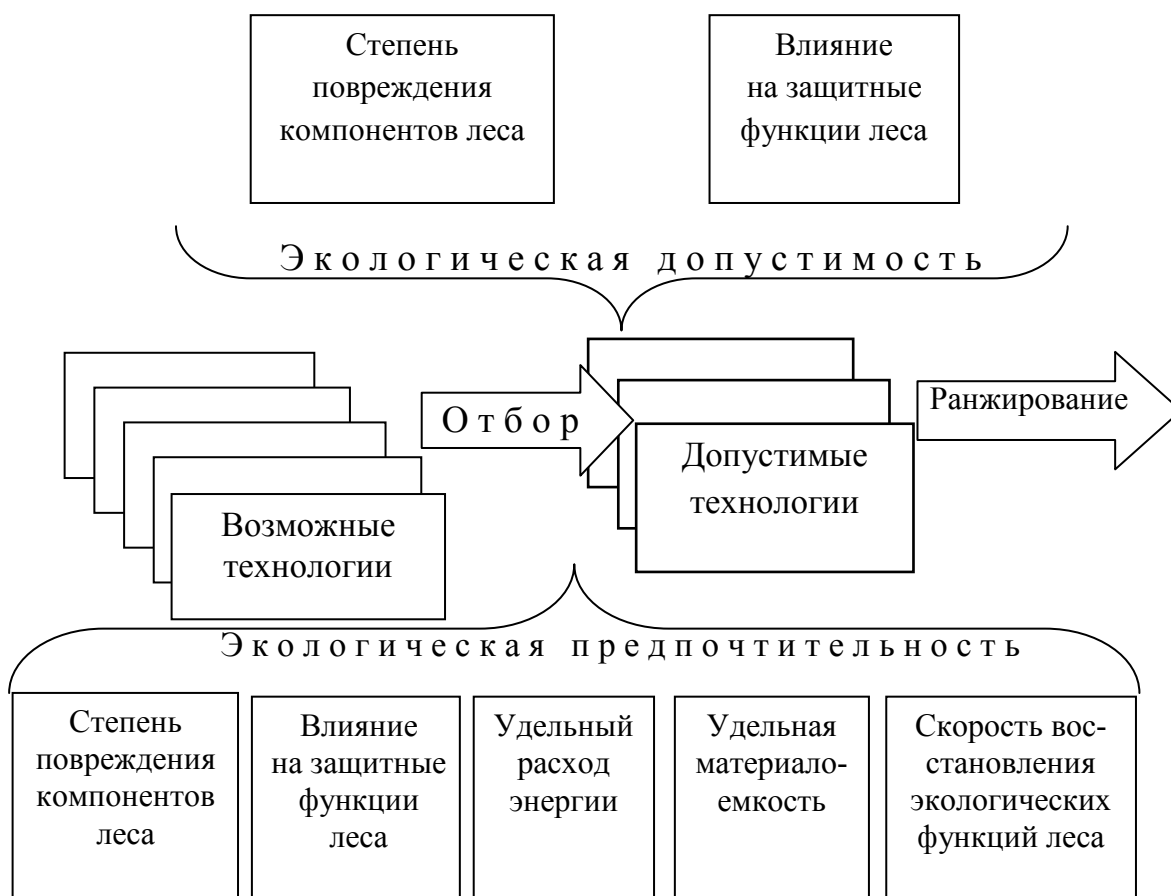 Степень
повреждения
компонентов леса
Влияние
на защитные
функции леса
Экологическая допустимость
Отбор
Ранжирование
Допустимые
технологии
Возможные
технологии
Экологическая предпочтительность
Степень
повреждения
компонентов
леса
Влияние
на защитные
функции
леса
Удельный
расход
энергии
Удельная
материало-
емкость
Скорость вос-
становления
экологических
функций леса